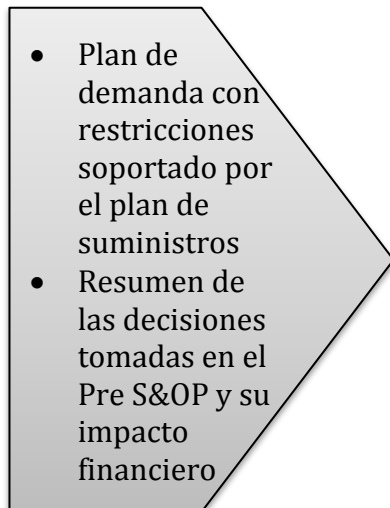 • Plan de
demanda con
restricciones
soportado por
el plan de
suministros
• Resumen de
las decisiones
tomadas en el
Pre S&OP y su
impacto
financiero